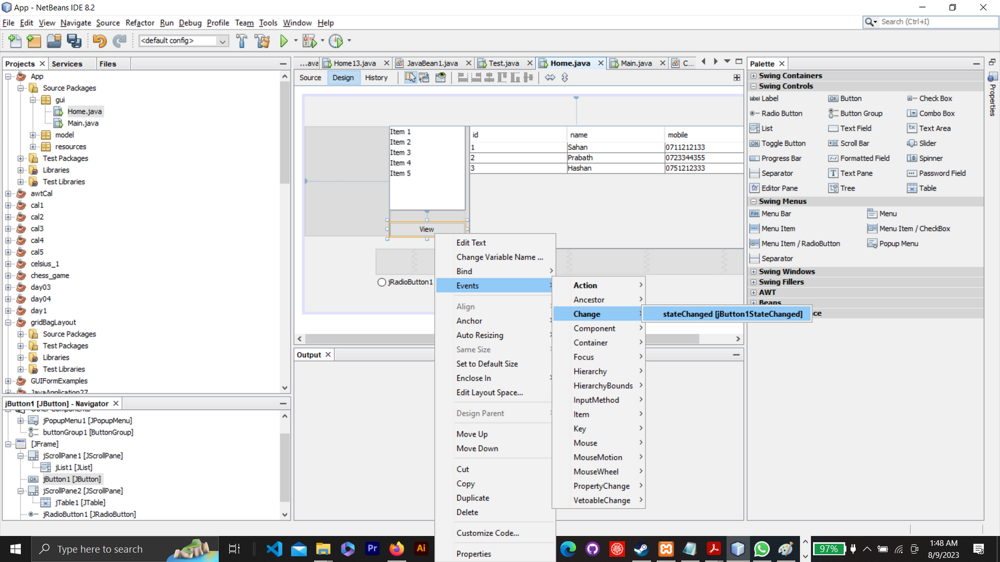 App - NetBeans IDE 8.2
File Edit View Navigate Source Refactor Run Debug Profile Team Tools Window Help
Search (Ctrl+I)
<default config>
Projects Services Files
App
Source Packages
gui
Home.java
Main.java
model
resources
Test Packages
Libraries
Test Libraries
awtCal
cal1
cal2
cal3
cal4
cal5
celsius_1
chess_game
day03
day04
day1
gridBagLayout
Source Packages
Test Packages
Libraries
Test Libraries
GUIFormExamples
JavaApplication27
jButton1 [JButton] - Navigator
Other Components
jPopupMenu1 [JPopupMenu]
buttonGroup1 [ButtonGroup]
[JFrame]
jScrollPane1 [JScrollPane]
jList1 [JList]
jButton1 [JButton]
jScrollPane2 [JScrollPane]
jTable1 [JTable]
jRadioButton1 [JRadioButton]
...ava Home13.java JavaBean1.java Test.java Home.java Main.java C...
Source Design History
Item 1
Item 2
Item 3
Item 4
Item 5
id name mobile
1 Sahan 0711212133
2 Prabath 0723344355
3 Hashan 0751212333
View
jRadioButton1
Edit Text
Change Variable Name ...
Bind
Events
Align
Anchor
Auto Resizing
Same Size
Set to Default Size
Enclose In
Edit Layout Space...
Design Parent
Move Up
Move Down
Cut
Copy
Duplicate
Delete
Customize Code...
Properties
Action
Ancestor
Change
Component
Container
Focus
Hierarchy
HierarchyBounds
InputMethod
Item
Key
Mouse
MouseMotion
MouseWheel
PropertyChange
VetoableChange
stateChanged [jButton1StateChanged]
Output
Palette
Swing Containers
Swing Controls
Label Button Check Box
Radio Button Button Group Combo Box
List Text Field Text Area
Toggle Button Scroll Bar Slider
Progress Bar Formatted Field Spinner
Separator Text Pane Password Field
Editor Pane Tree Table
Swing Menus
Menu Bar Menu
Menu Item Menu Item / CheckBox
Menu Item / RadioButton Popup Menu
Separator
Swing Windows
Swing Fillers
AWT
Beans
ce
Properties
Type here to search
Pr
Ai
97%
1:48 AM
8/9/2023